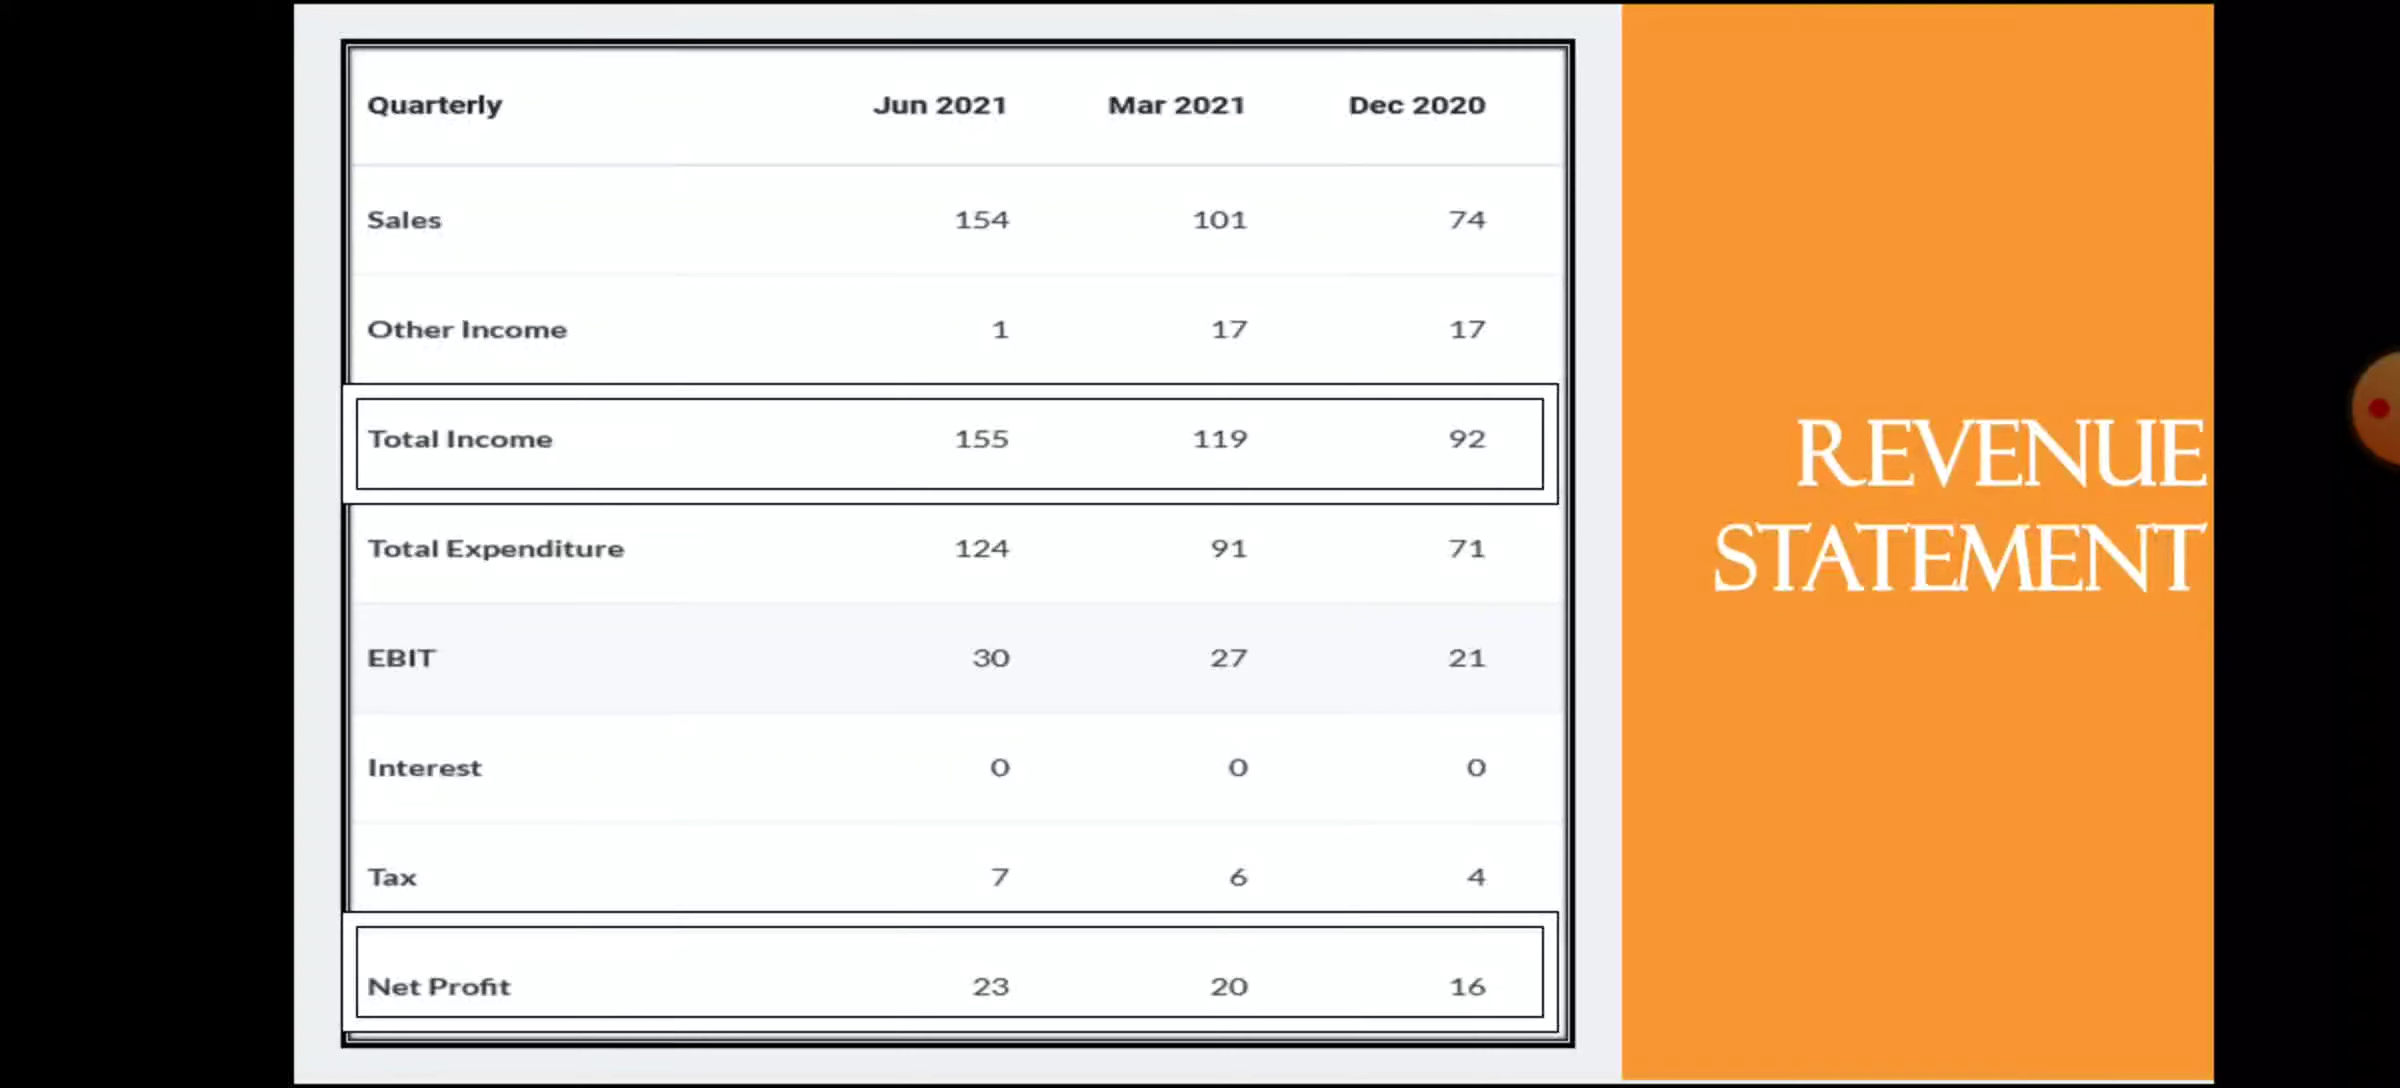 Quarterly Jun 2021 Mar 2021 Dec 2020
Sales 154 101 74
Other Income 1 17 17
Total Income 155 119 92
Total Expenditure 124 91 71
EBIT 30 27 21
Interest 0 0 0
Tax 7 6 4
Net Profit 23 20 16
REVENUE
STATEMENT